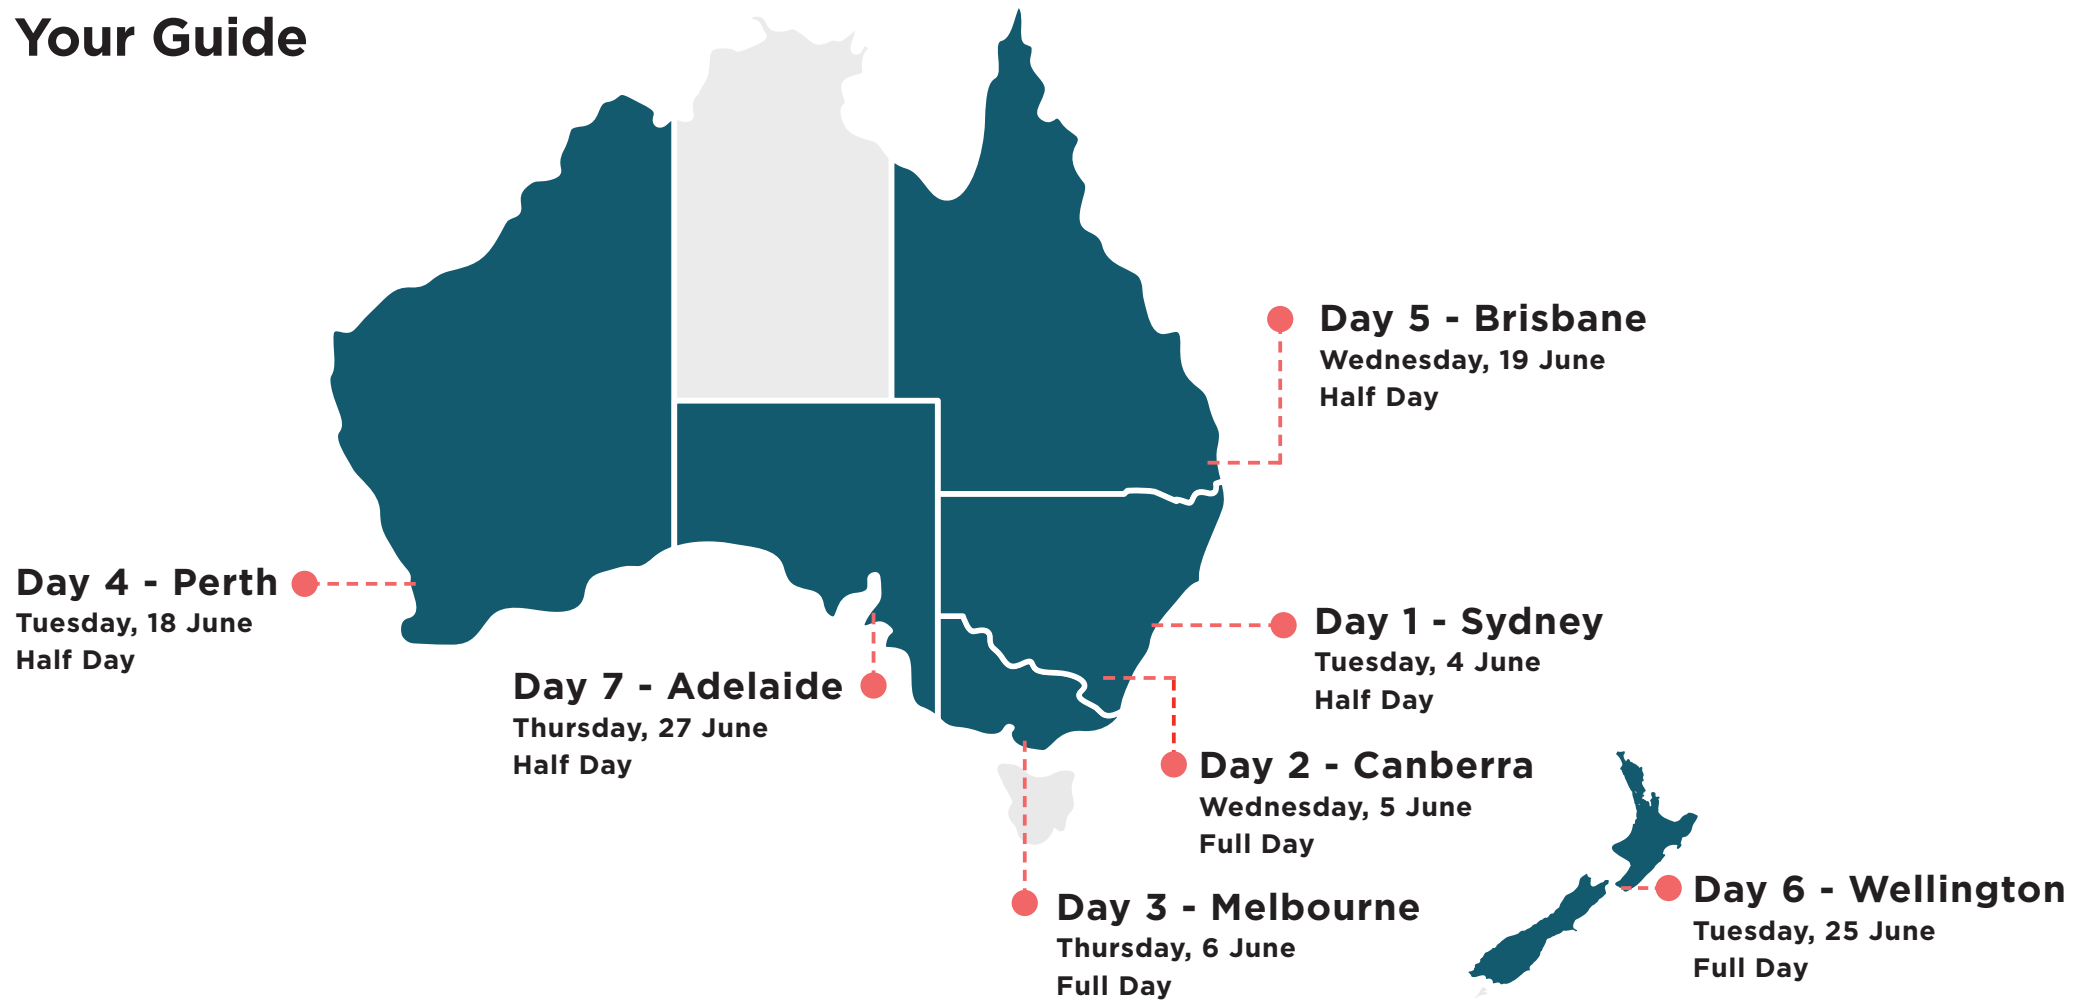 Your Guide
Day 5 - Brisbane
Wednesday, 19 June
Half Day
Day 4 - Perth
Tuesday, 18 June
Half Day
Day 1 - Sydney
Tuesday, 4 June
Half Day
Day 7 - Adelaide
Thursday, 27 June
Half Day
Day 2 - Canberra
Wednesday, 5 June
Full Day
Day 3 - Melbourne
Thursday, 6 June
Full Day
Day 6 - Wellington
Tuesday, 25 June
Full Day